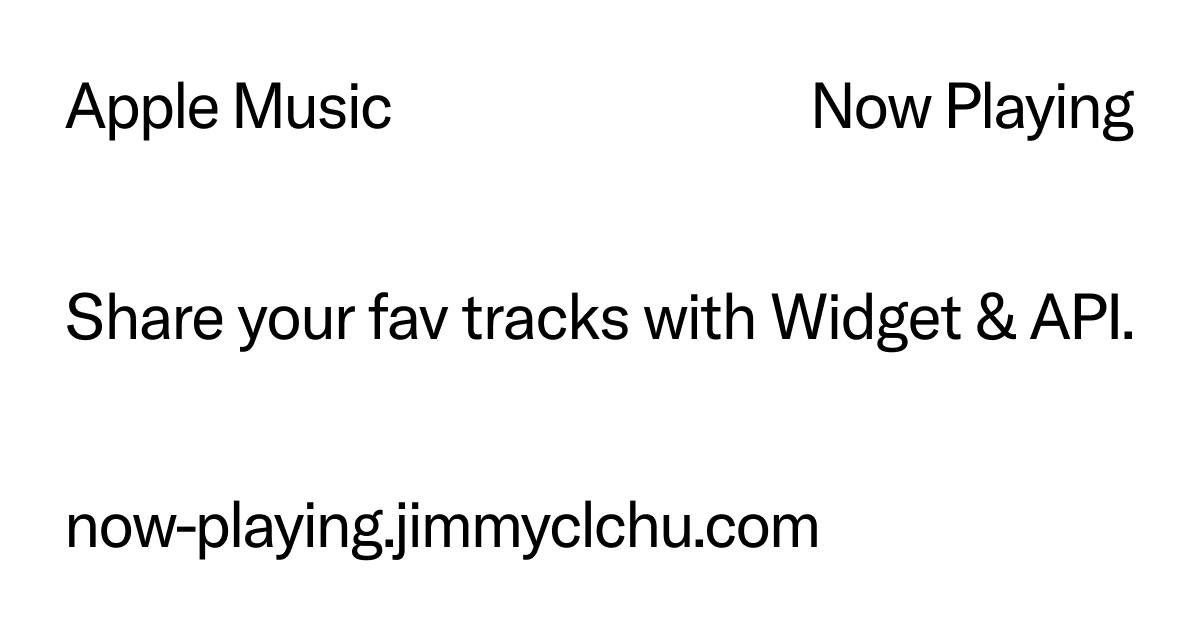 Apple Music Now Playing
Share your fav tracks with Widget & API.
now-playing.jimmyclchu.com